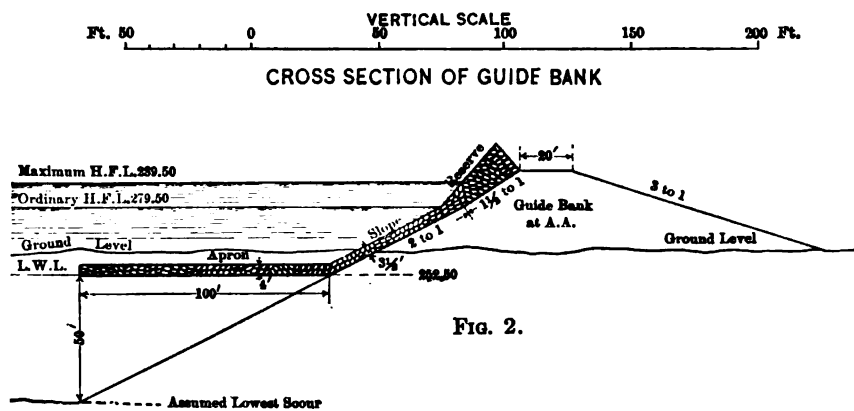 VERTICAL SCALE
Ft. 50 0 50 100 150 200 Ft.
CROSS SECTION OF GUIDE BANK
20'
Reserve
Maximum H.F.L.289.50
Ordinary H.F.L.279.50
3 to 1
1½ to 1
Guide Bank
at A.A.
Slope
2 to 1
Ground Level
Ground Level
Apron
3½'
L.W.L.
4'
252.50
100'
50'
FIG. 2.
Assumed Lowest Scour